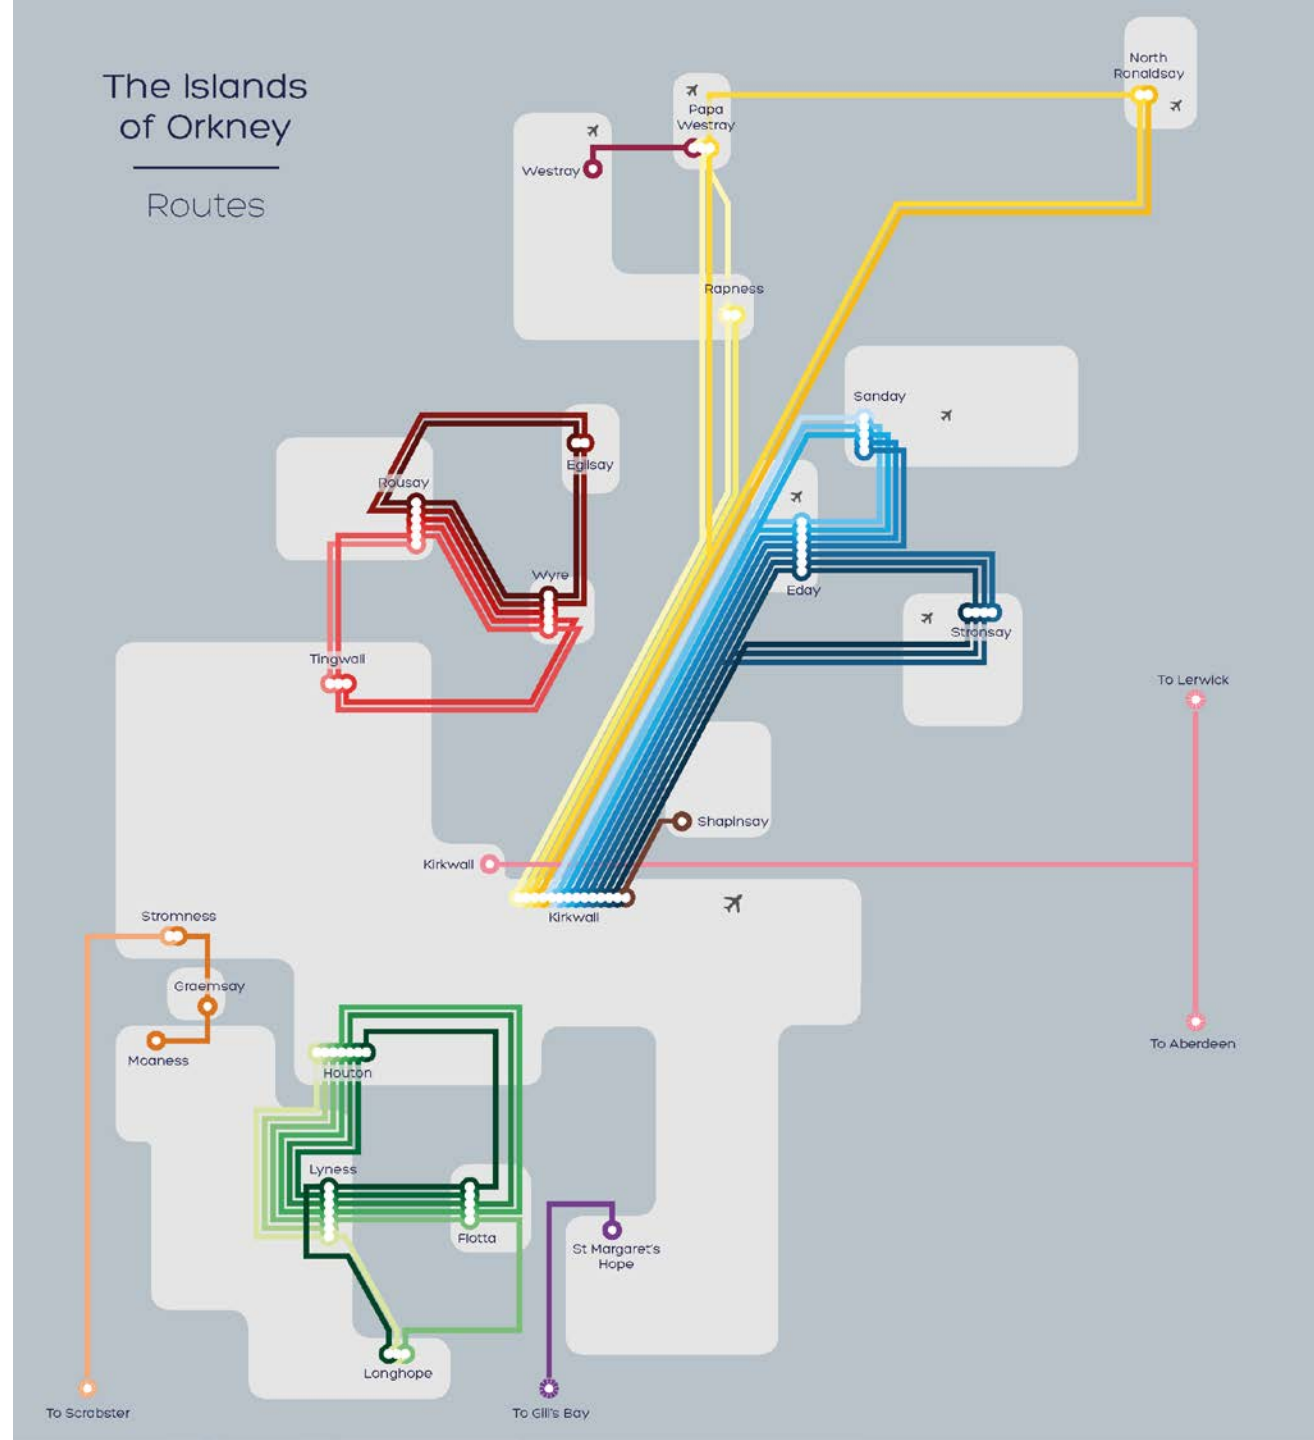 The Islands
of Orkney
Routes
North
Ronaldsay
Papa
Westray
Westray
Rapness
Sanday
Eglisay
Rousay
Wyre
Eday
Stronsay
Tingwall
To Lerwick
Shapinsay
Kirkwall
Kirkwall
Stromness
Graemsay
Moaness
To Aberdeen
Houton
Lyness
Flotta
St Margaret's
Hope
Longhope
To Scrabster
To Gill's Bay